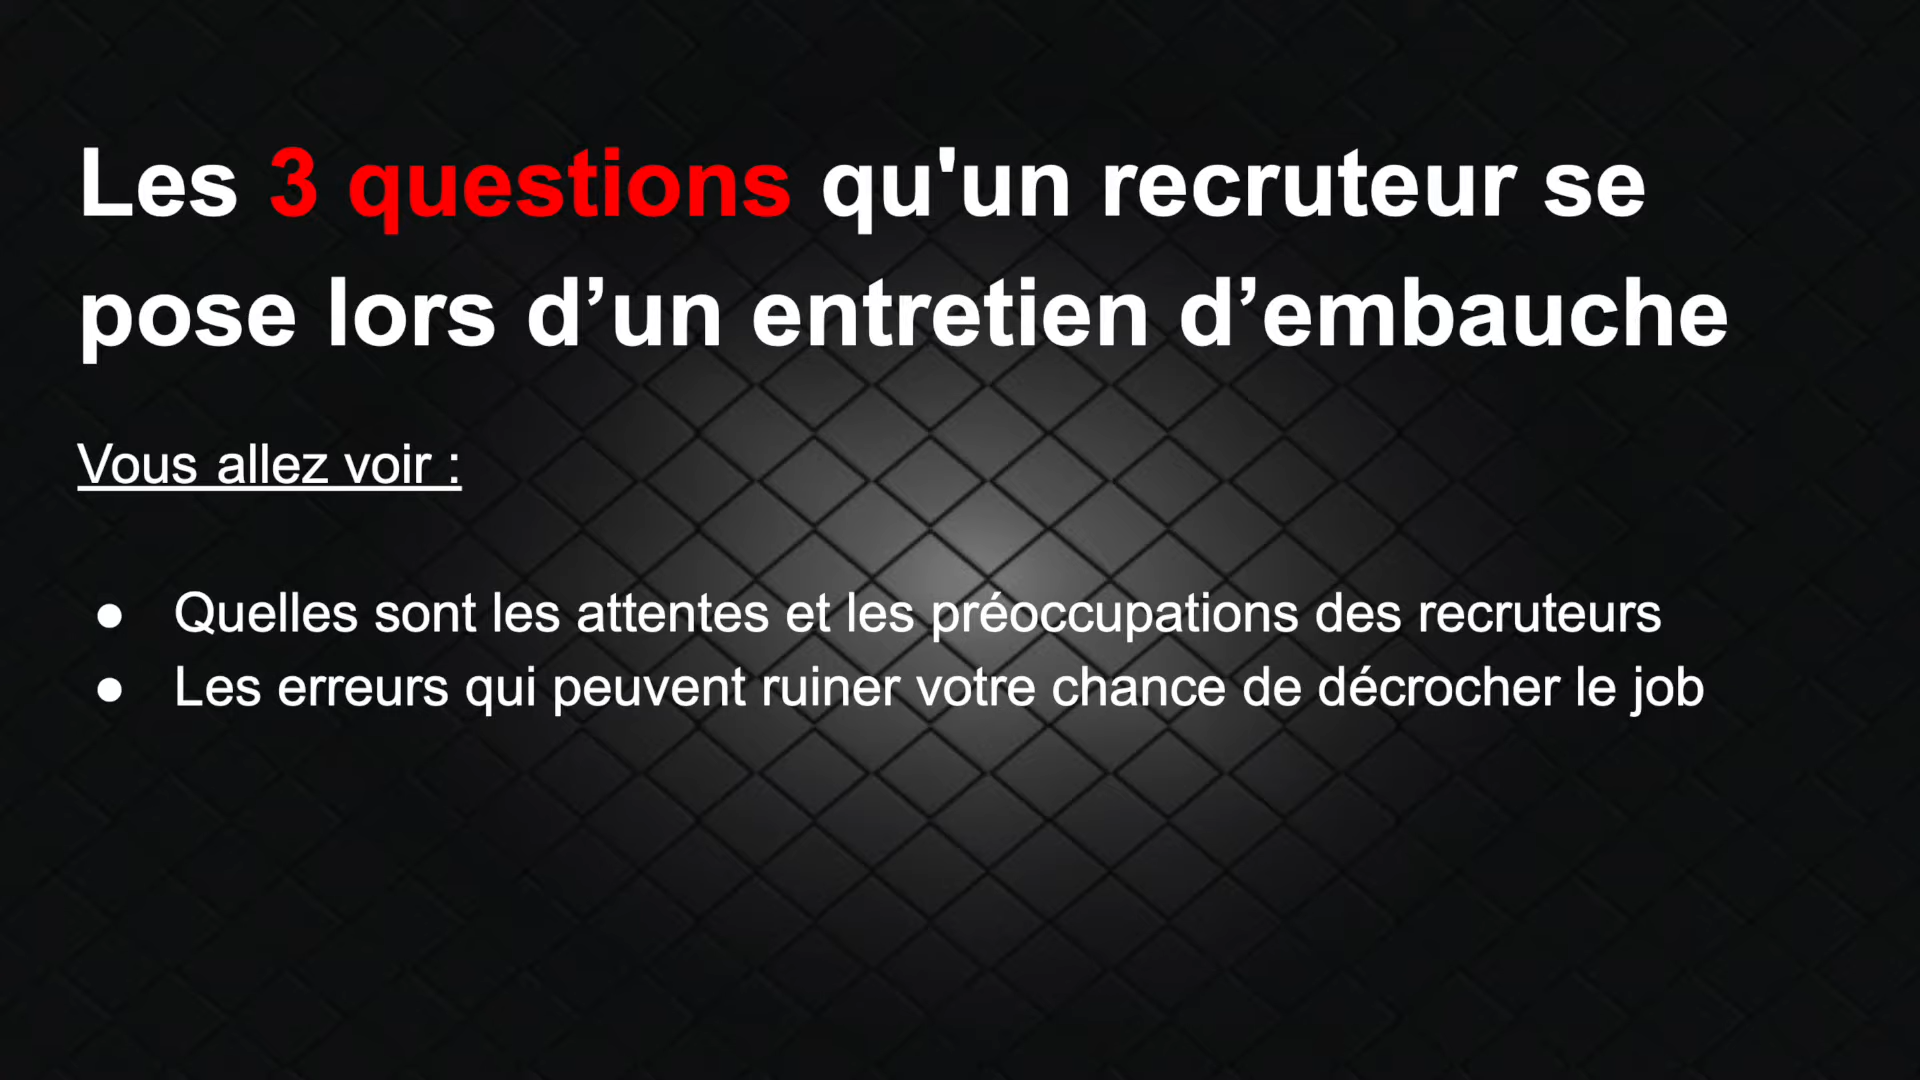 Les 3 questions qu'un recruteur se
pose lors d’un entretien d’embauche
Vous allez voir :
● Quelles sont les attentes et les préoccupations des recruteurs
● Les erreurs qui peuvent ruiner votre chance de décrocher le job